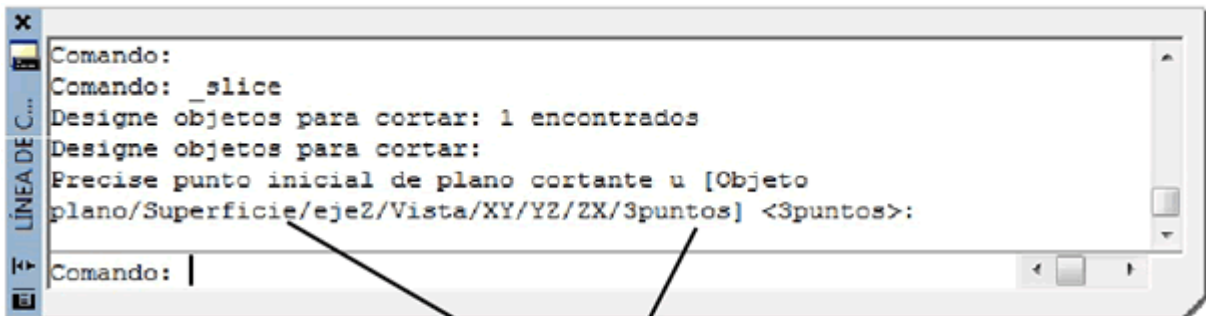 Comando:
Comando: _slice
Designe objetos para cortar: 1 encontrados
Designe objetos para cortar:
Precise punto inicial de plano cortante u [Objeto
plano/Superficie/ejeZ/Vista/XY/YZ/ZX/3puntos] <3puntos>:
Comando:
LÍNEA DE C...